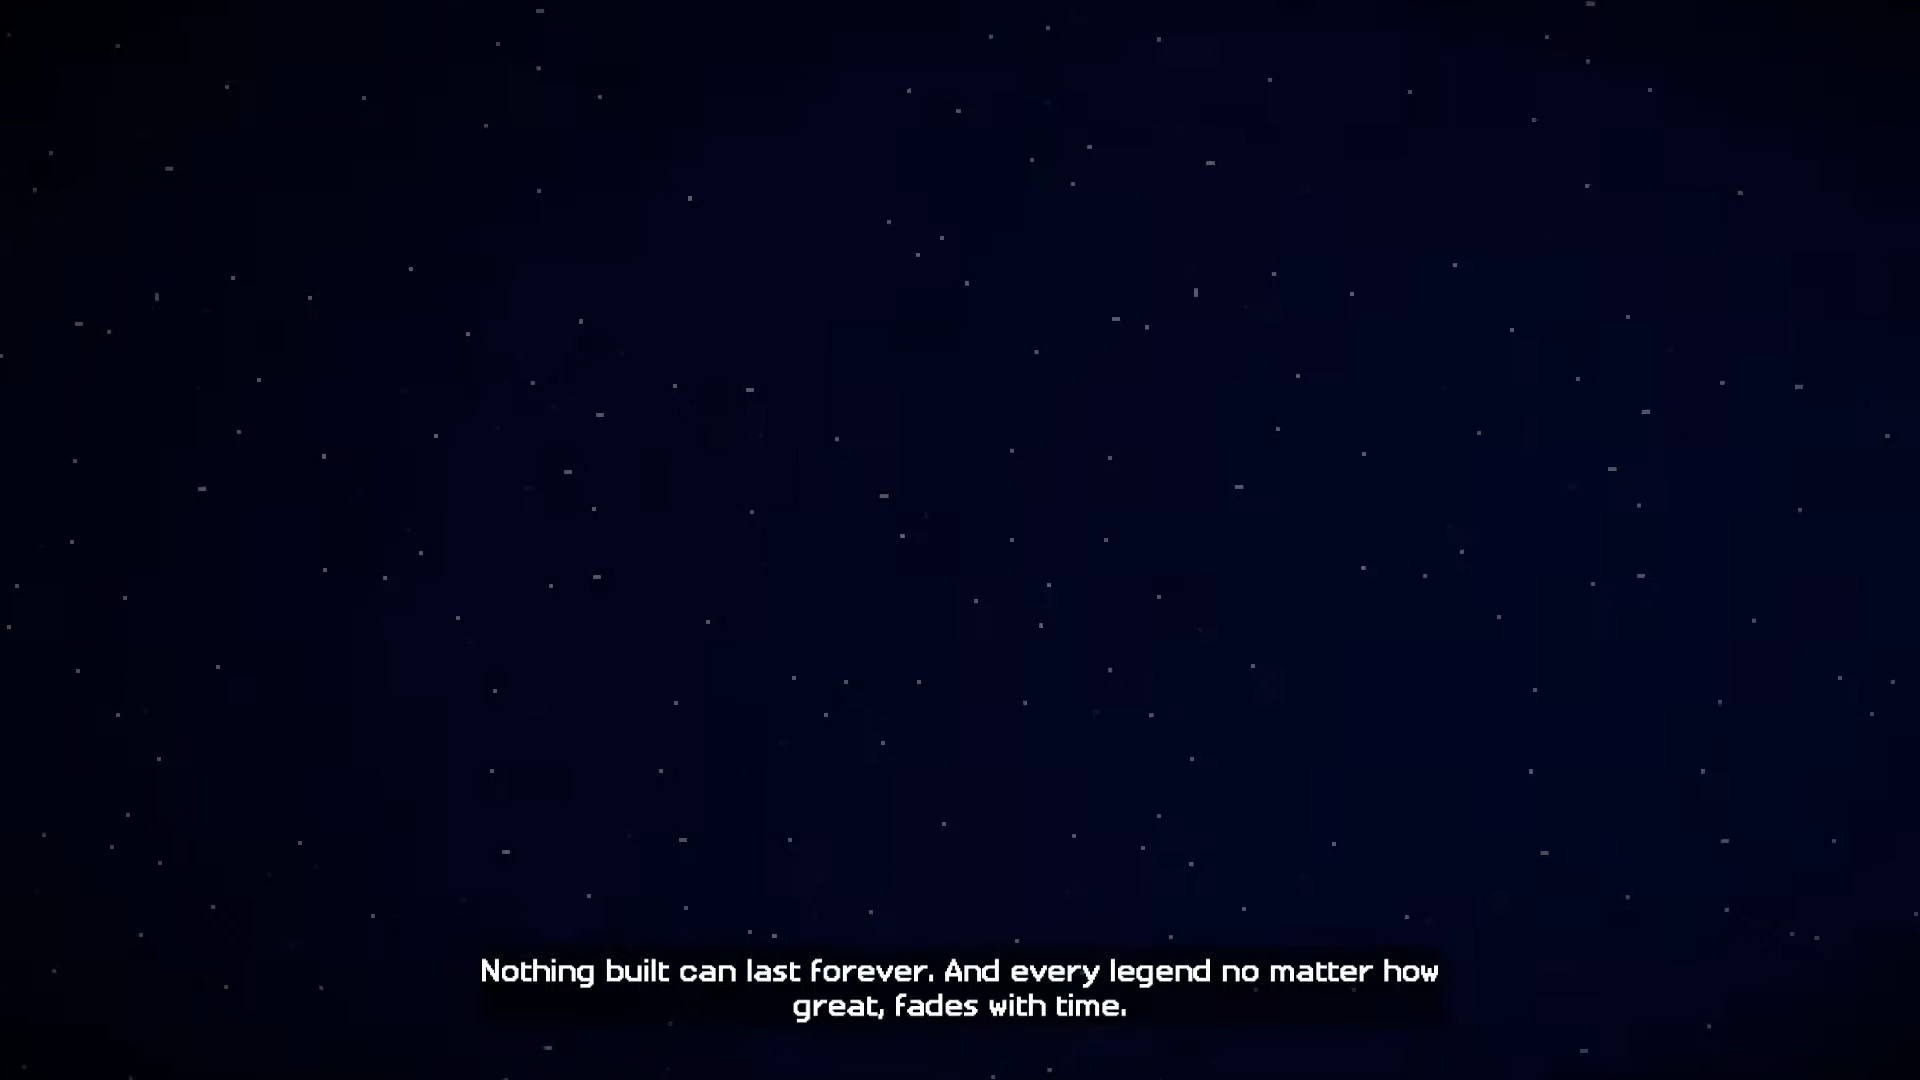 Nothing built can last forever. And every legend no matter how
great, fades with time.